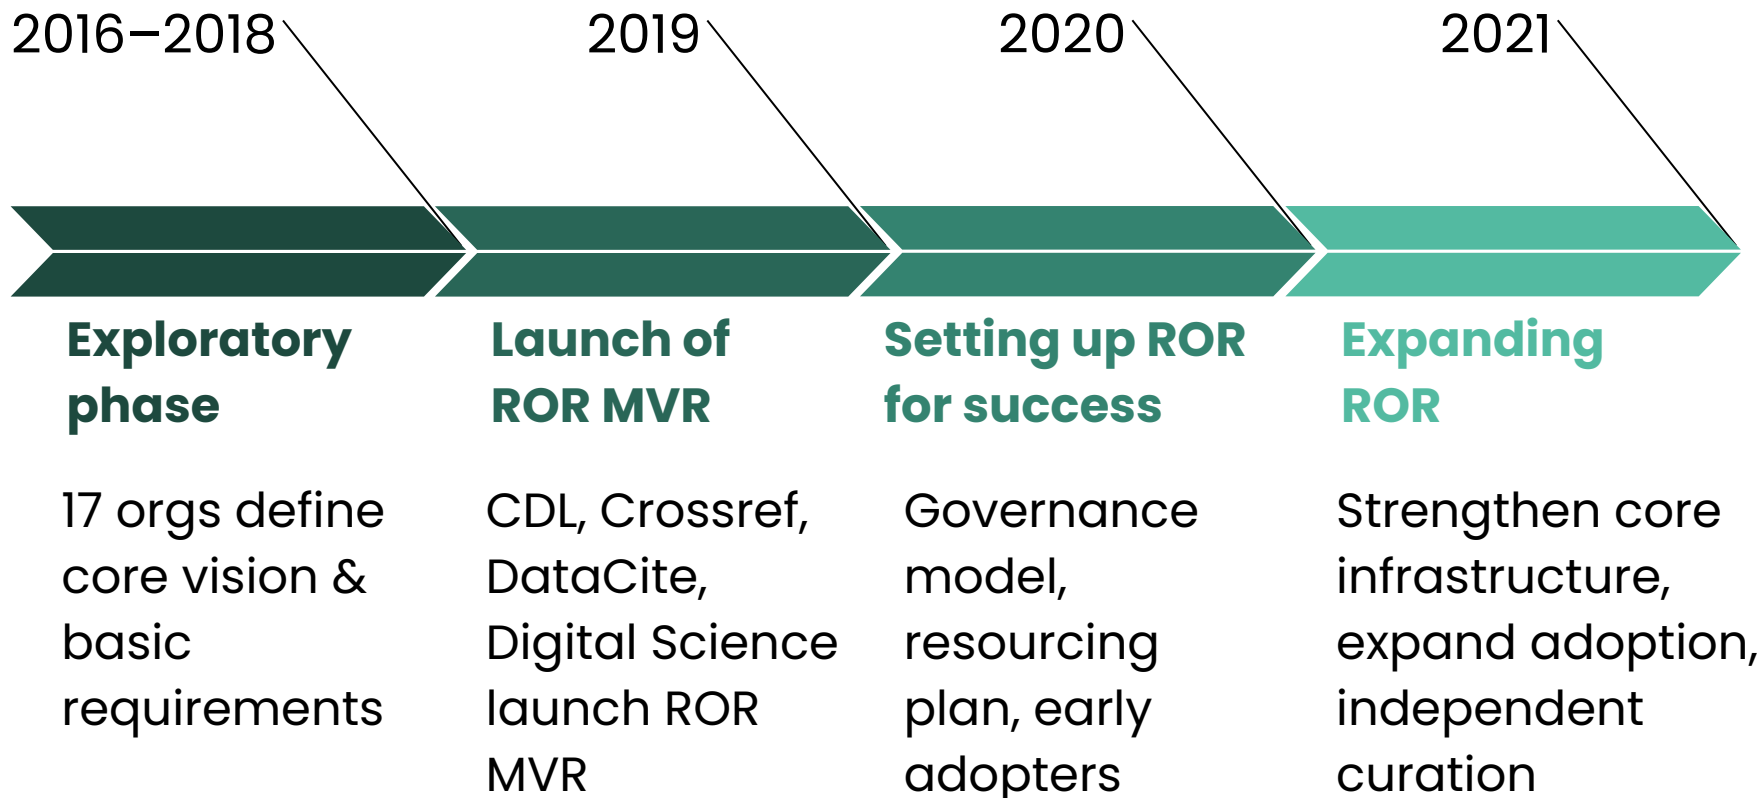 2016–2018
2019
2020
2021
Exploratory
phase
Launch of
ROR MVR
Setting up ROR
for success
Expanding
ROR
17 orgs define
core vision &
basic
requirements
CDL, Crossref,
DataCite,
Digital Science
launch ROR
MVR
Governance
model,
resourcing
plan, early
adopters
Strengthen core
infrastructure,
expand adoption,
independent
curation